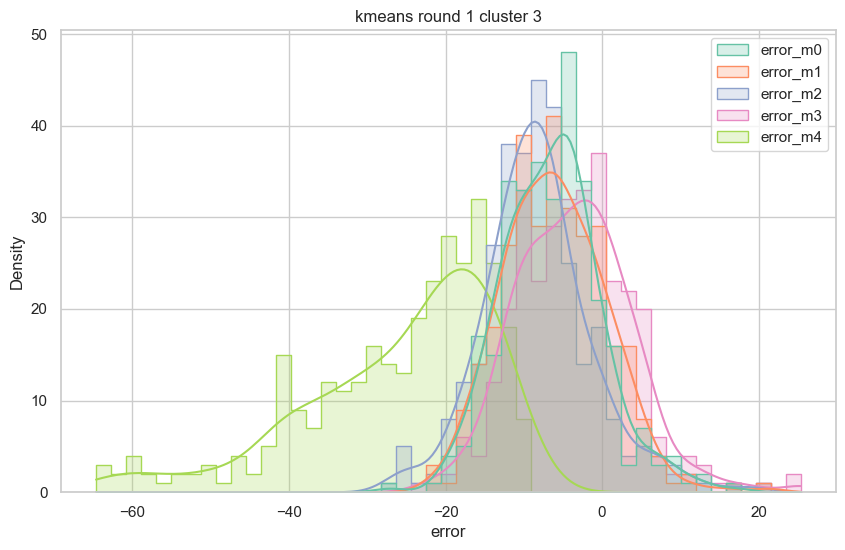 kmeans round 1 cluster 3
error_m0
error_m1
error_m2
error_m3
error_m4
Density
50
40
30
20
10
0
−60
−40
−20
0
20
error